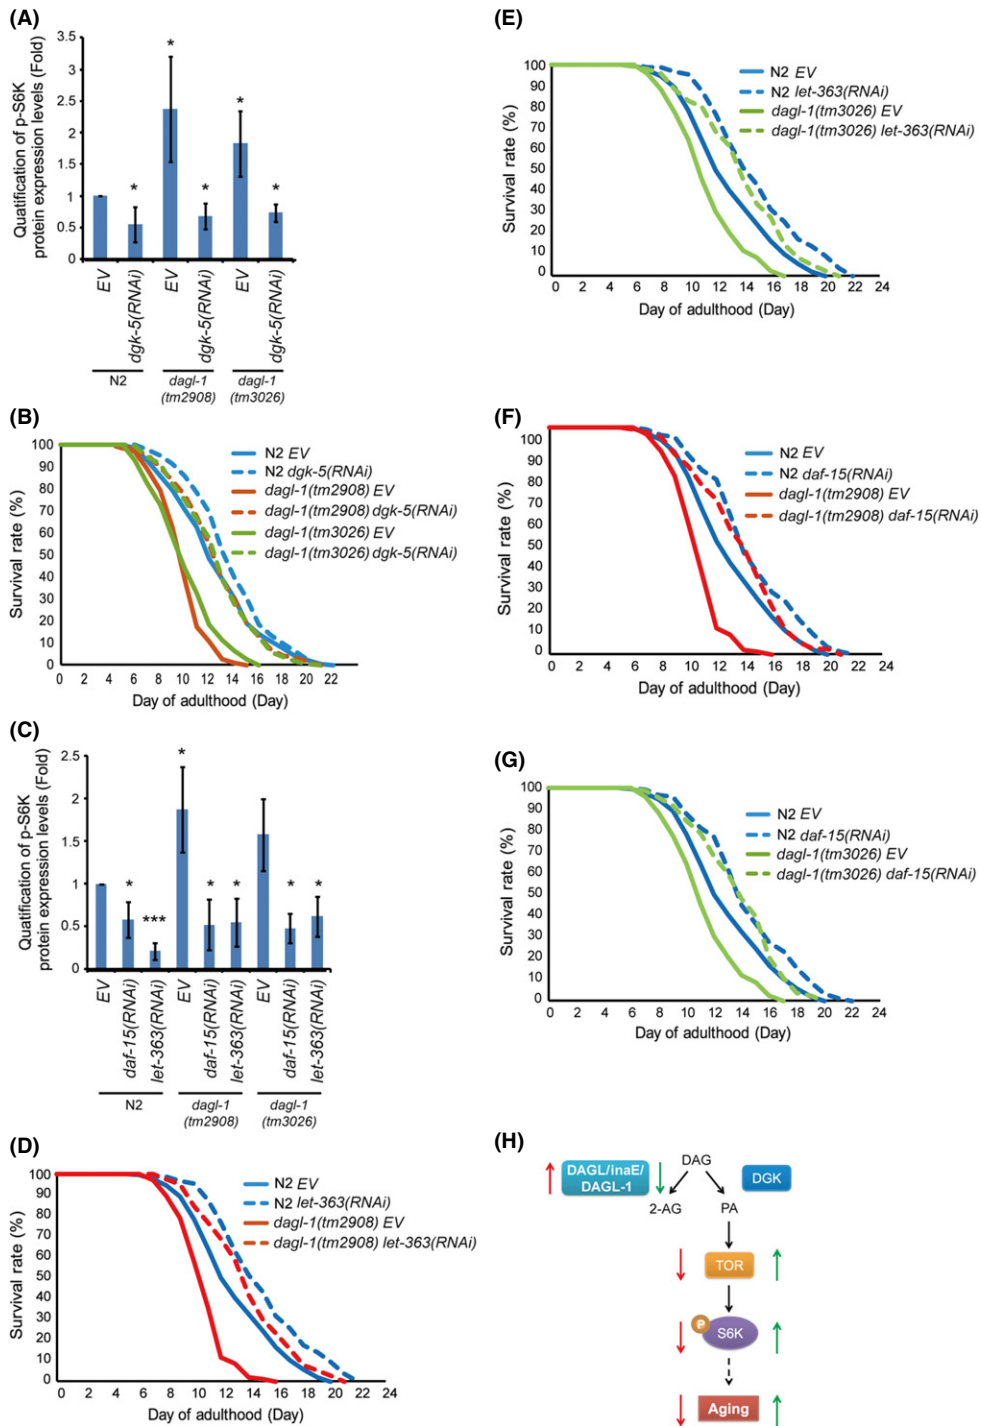 (A)
Quatification of p-S6K
protein expression levels (Fold)
3.5
3
2.5
2
1.5
1
0.5
0
*
*
*
*
*
EV
dgk-5(RNAi)
EV
dgk-5(RNAi)
EV
dgk-5(RNAi)
N2
dagl-1
(tm2908)
dagl-1
(tm3026)
(B)
Survival rate (%)
100
90
80
70
60
50
40
30
20
10
0
0 2 4 6 8 10 12 14 16 18 20 22
Day of adulthood (Day)
N2 EV
N2 dgk-5(RNAi)
dagl-1(tm2908) EV
dagl-1(tm2908) dgk-5(RNAi)
dagl-1(tm3026) EV
dagl-1(tm3026) dgk-5(RNAi)
(C)
Quatification of p-S6K
protein expression levels (Fold)
2.5
2
1.5
1
0.5
0
*
***
*
*
*
*
*
EV
daf-15(RNAi)
let-363(RNAi)
EV
daf-15(RNAi)
let-363(RNAi)
EV
daf-15(RNAi)
let-363(RNAi)
N2
dagl-1
(tm2908)
dagl-1
(tm3026)
(D)
Survival rate (%)
100
90
80
70
60
50
40
30
20
10
0
0 2 4 6 8 10 12 14 16 18 20 22 24
Day of adulthood (Day)
N2 EV
N2 let-363(RNAi)
dagl-1(tm2908) EV
dagl-1(tm2908) let-363(RNAi)
(E)
Survival rate (%)
100
90
80
70
60
50
40
30
20
10
0
0 2 4 6 8 10 12 14 16 18 20 22 24
Day of adulthood (Day)
N2 EV
N2 let-363(RNAi)
dagl-1(tm3026) EV
dagl-1(tm3026) let-363(RNAi)
(F)
Survival rate (%)
100
90
80
70
60
50
40
30
20
10
0
0 2 4 6 8 10 12 14 16 18 20 22 24
Day of adulthood (Day)
N2 EV
N2 daf-15(RNAi)
dagl-1(tm2908) EV
dagl-1(tm2908) daf-15(RNAi)
(G)
Survival rate (%)
100
90
80
70
60
50
40
30
20
10
0
0 2 4 6 8 10 12 14 16 18 20 22 24
Day of adulthood (Day)
N2 EV
N2 daf-15(RNAi)
dagl-1(tm3026) EV
dagl-1(tm3026) daf-15(RNAi)
(H)
DAGL/inaE/
DAGL-1
DAG
DGK
2-AG
PA
TOR
P
S6K
Aging